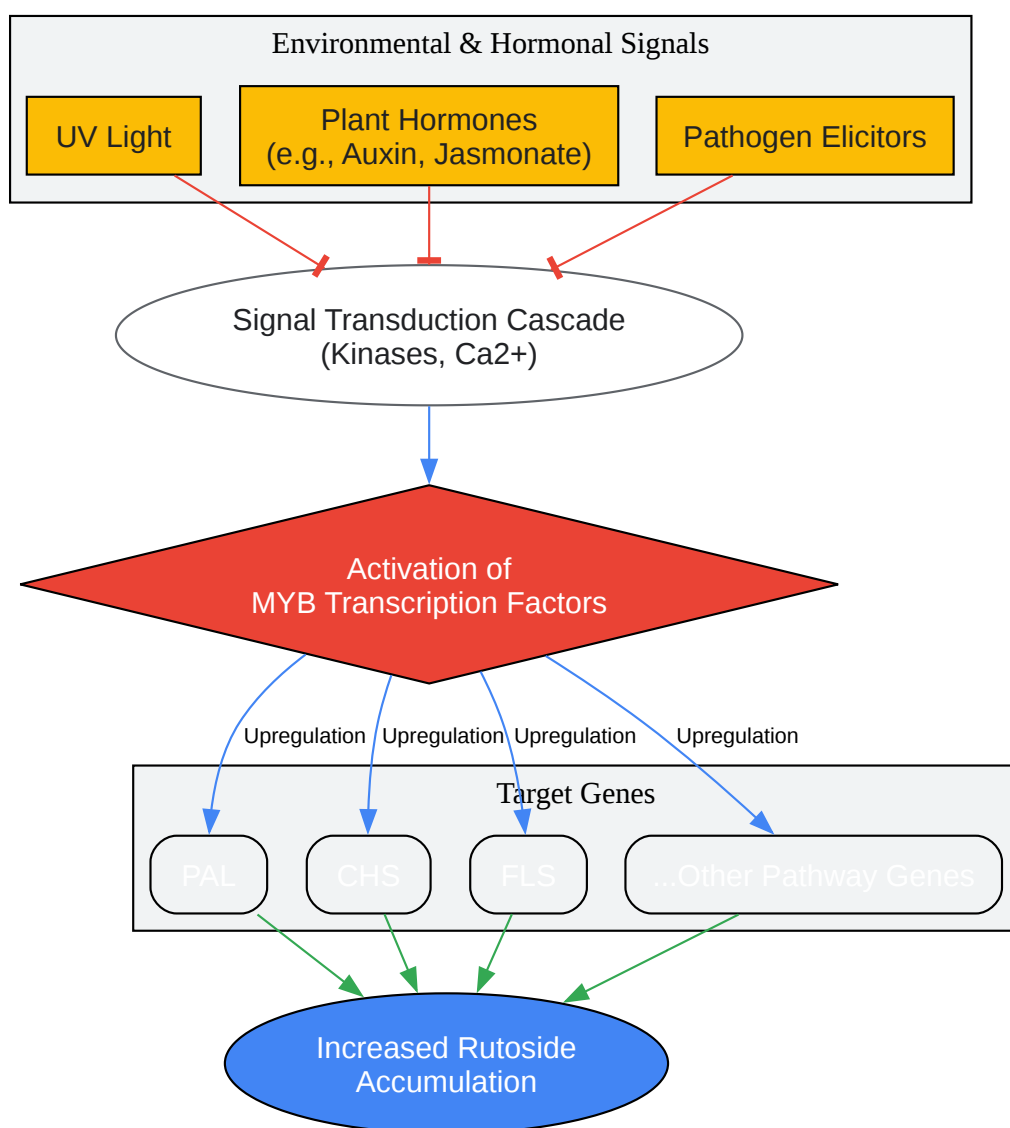 Environmental & Hormonal Signals
UV Light
Plant Hormones
(e.g., Auxin, Jasmonate)
Pathogen Elicitors
Signal Transduction Cascade
(Kinases, Ca2+)
Activation of
MYB Transcription Factors
Upregulation
Upregulation
Upregulation
Upregulation
Target Genes
PAL
CHS
FLS
...Other Pathway Genes
Increased Rutoside
Accumulation